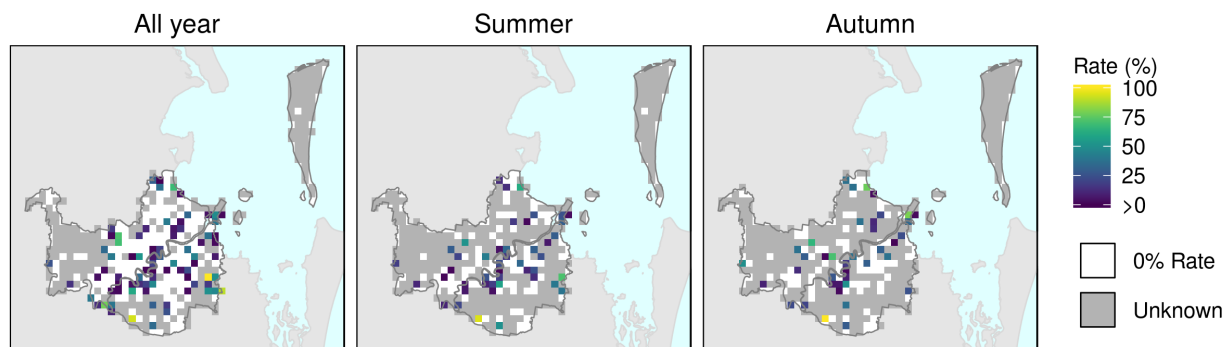 All year
Summer
Autumn
Rate (%)
100
75
50
25
>0
0% Rate
Unknown